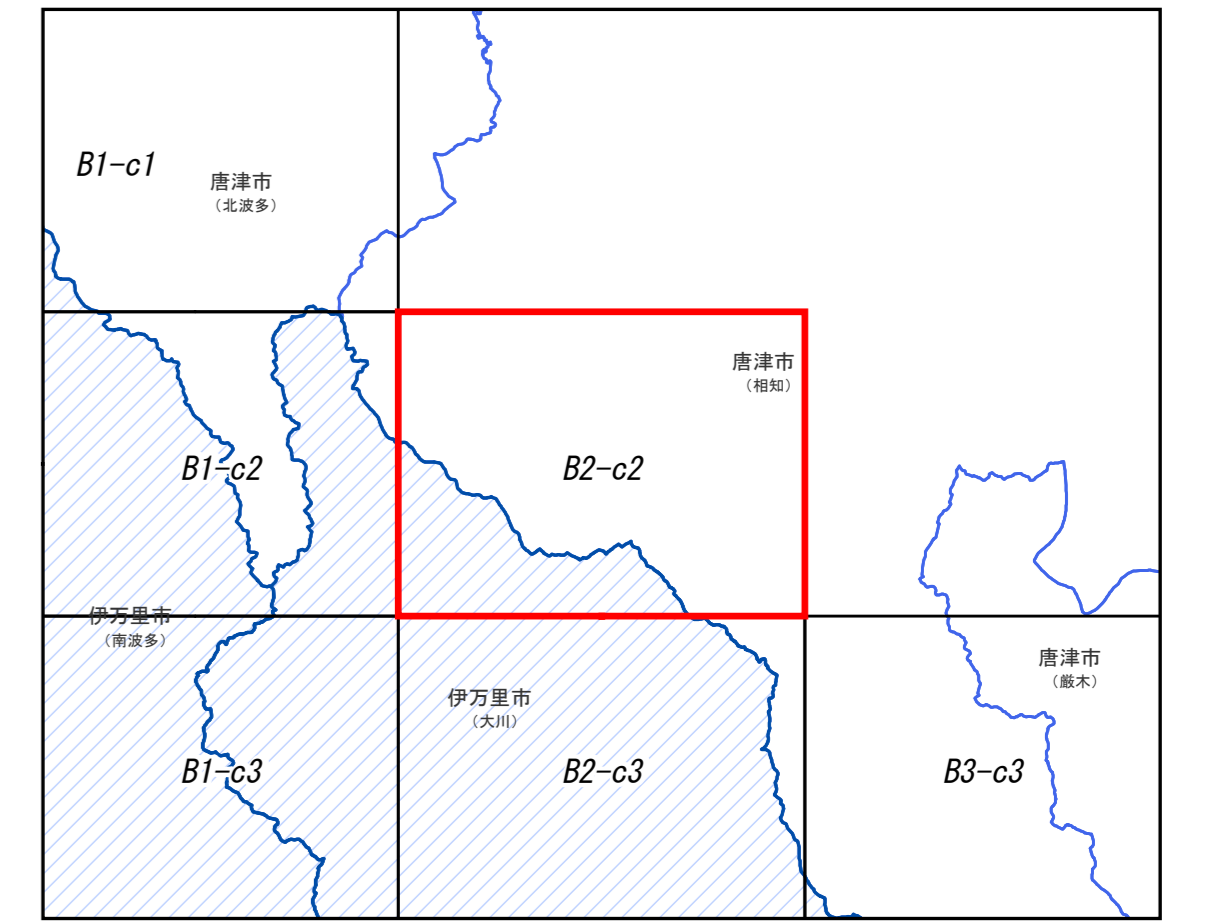 B1-c1
唐津市
（北波多）
唐津市
（相知）
B1-c2
B2-c2
伊万里市
（南波多）
唐津市
（厳木）
伊万里市
（大川）
B1-c3
B2-c3
B3-c3